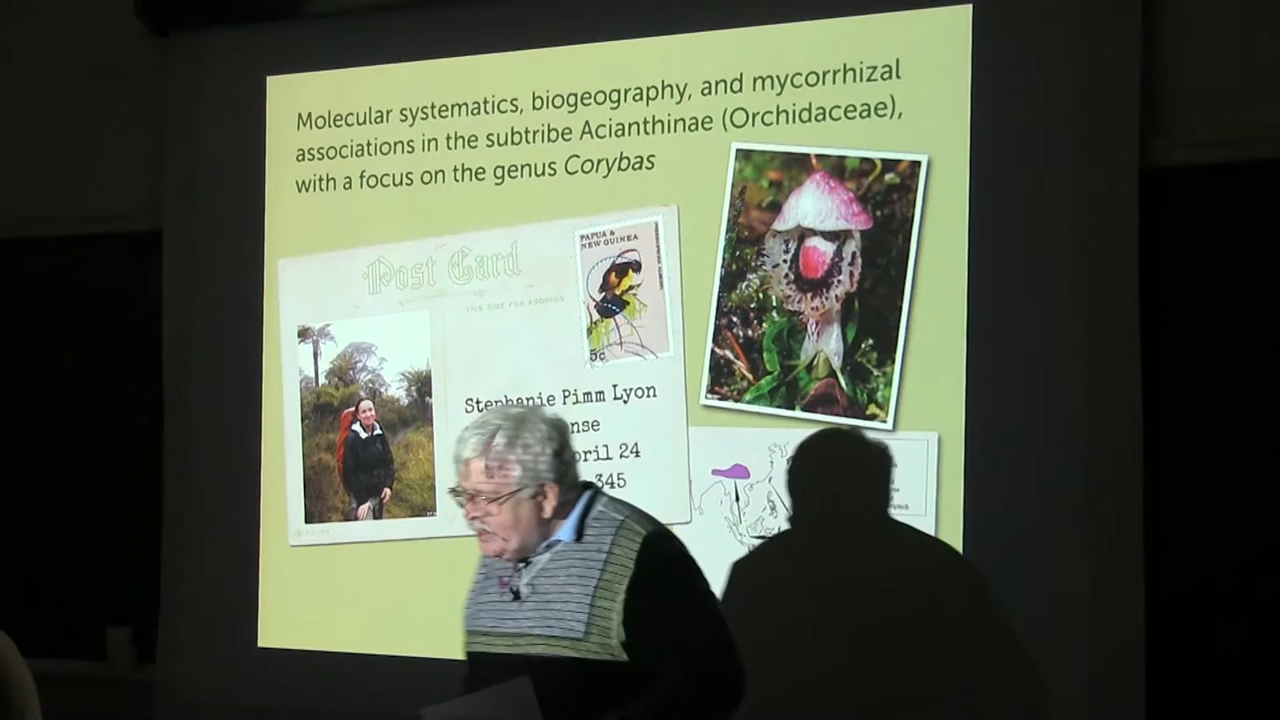 Molecular systematics, biogeography, and mycorrhizal
associations in the subtribe Acianthinae (Orchidaceae),
with a focus on the genus Corybas
Post Card
THIS SIDE FOR ADDRESS
PAPUA &
NEW GUINEA
5c
Stephanie Pimm Lyon
nse
pril 24
345